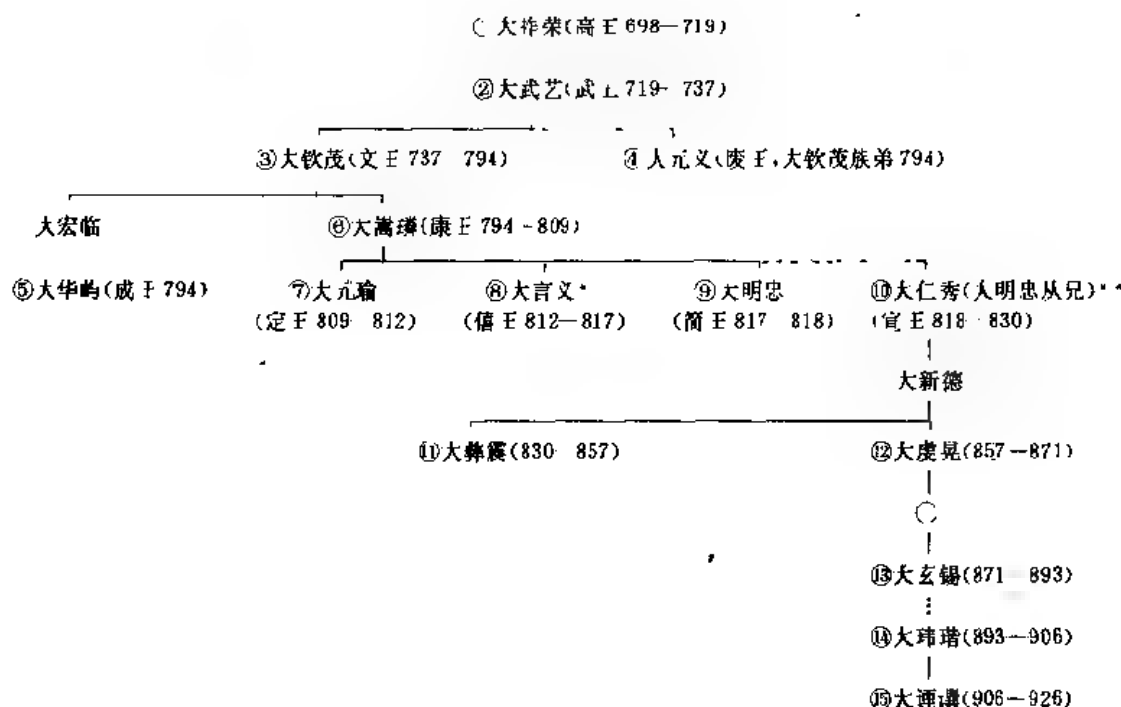 大祚荣(高王 698—719)
②大武艺(武王 719-737)
③大钦茂(文王 737 794) ④大元义(废王,大钦茂族弟 794)
大宏临 ⑥大嵩璘(康王 794-809)
⑤大华屿(成王 794) ⑦大元瑜 ⑧大言义* ⑨大明忠 ⑩大仁秀(大明忠从兄)**
(定王 809 812) (僖王 812—817) (简王 817 818) (宣王 818-830)
大新德
⑪大彝震(830 857) ⑫大虔晃(857—871)
⑬大玄锡(871 893)
⑭大玮瑎(893—906)
⑮大諲譔(906—926)